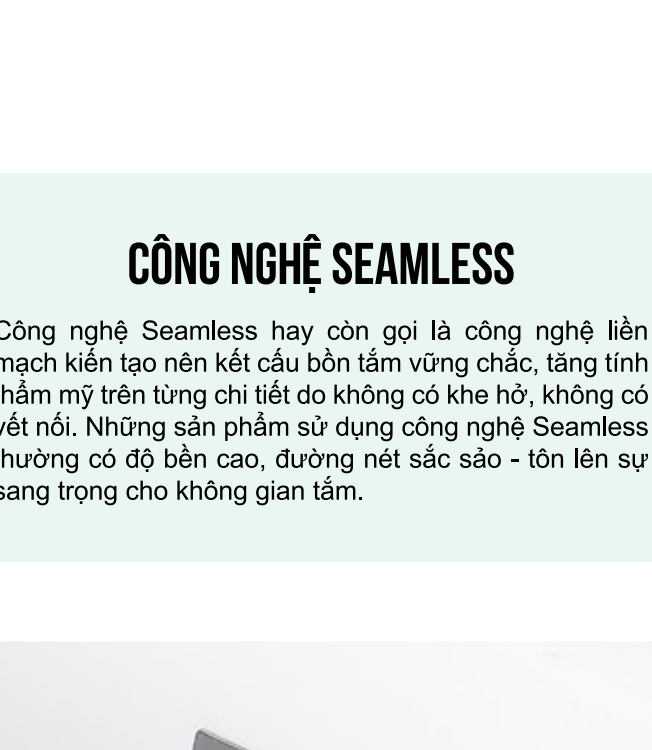 CÔNG NGHỆ SEAMLESS
Công nghệ Seamless hay còn gọi là công nghệ liền
mạch kiến tạo nên kết cấu bồn tắm vững chắc, tăng tính
thẩm mỹ trên từng chi tiết do không có khe hở, không có
vết nối. Những sản phẩm sử dụng công nghệ Seamless
thường có độ bền cao, đường nét sắc sảo - tôn lên sự
sang trọng cho không gian tắm.